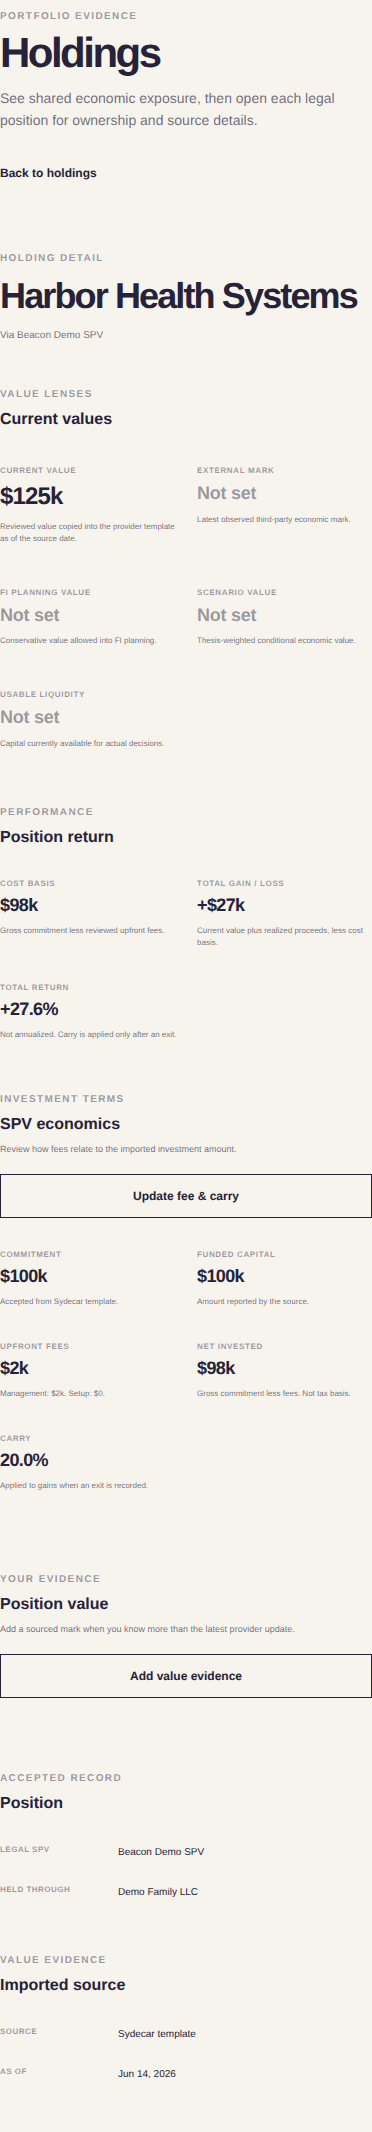 PORTFOLIO EVIDENCE
Holdings
See shared economic exposure, then open each legal
position for ownership and source details.
Back to holdings
HOLDING DETAIL
Harbor Health Systems
Via Beacon Demo SPV
VALUE LENSES
Current values
CURRENT VALUE
$125k
Reviewed value copied into the provider template
as of the source date.
EXTERNAL MARK
Not set
Latest observed third-party economic mark.
FI PLANNING VALUE
Not set
Conservative value allowed into FI planning.
SCENARIO VALUE
Not set
Thesis-weighted conditional economic value.
USABLE LIQUIDITY
Not set
Capital currently available for actual decisions.
PERFORMANCE
Position return
COST BASIS
$98k
Gross commitment less reviewed upfront fees.
TOTAL GAIN / LOSS
+$27k
Current value plus realized proceeds, less cost
basis.
TOTAL RETURN
+27.6%
Not annualized. Carry is applied only after an exit.
INVESTMENT TERMS
SPV economics
Review how fees relate to the imported investment amount.
Update fee & carry
COMMITMENT
$100k
Accepted from Sydecar template.
FUNDED CAPITAL
$100k
Amount reported by the source.
UPFRONT FEES
$2k
Management: $2k. Setup: $0.
NET INVESTED
$98k
Gross commitment less fees. Not tax basis.
CARRY
20.0%
Applied to gains when an exit is recorded.
YOUR EVIDENCE
Position value
Add a sourced mark when you know more than the latest provider update.
Add value evidence
ACCEPTED RECORD
Position
LEGAL SPV
Beacon Demo SPV
HELD THROUGH
Demo Family LLC
VALUE EVIDENCE
Imported source
SOURCE
Sydecar template
AS OF
Jun 14, 2026